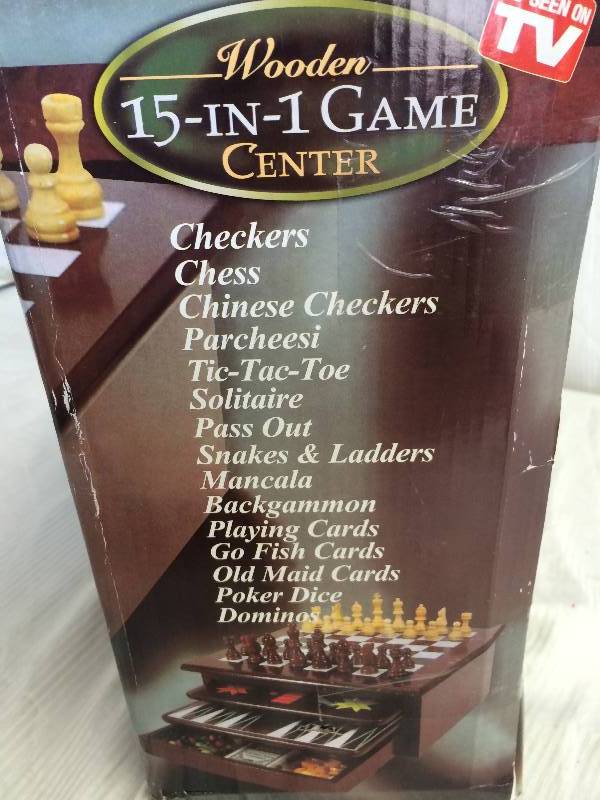 SEEN ON
TV
Wooden
15-IN-1 GAME
CENTER
Checkers
Chess
Chinese Checkers
Parcheesi
Tic-Tac-Toe
Solitaire
Pass Out
Snakes & Ladders
Mancala
Backgammon
Playing Cards
Go Fish Cards
Old Maid Cards
Poker Dice
Dominos